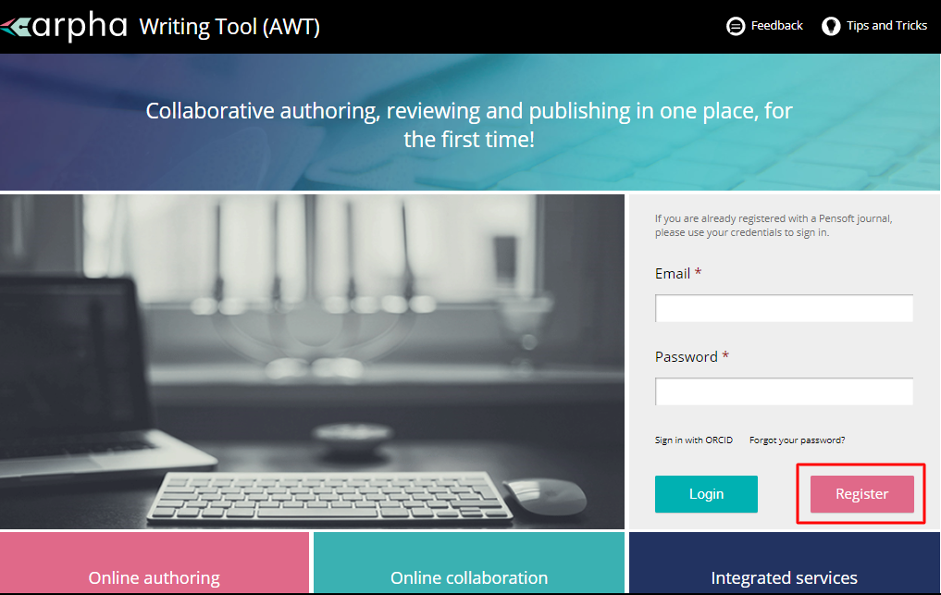 arpha Writing Tool (AWT)
Feedback
Tips and Tricks
Collaborative authoring, reviewing and publishing in one place, for
the first time!
If you are already registered with a Pensoft journal,
please use your credentials to sign in.
Email *
Password *
Sign in with ORCID
Forgot your password?
Login
Register
Online authoring
Online collaboration
Integrated services